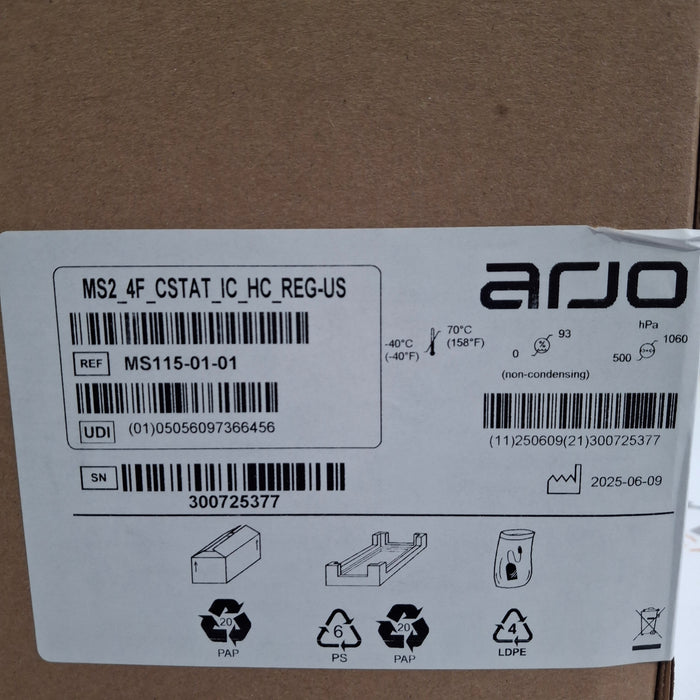 arjo
MS2_4F_CSTAT_IC_HC_REG-US
REF MS115-01-01
UDI (01)05056097366456
SN
300725377
-40°C
(-40°F)
70°C
(158°F)
0 % 93
(non-condensing)
hPa
500 1060
(11)250609(21)300725377
2025-06-09
20
PAP
6
PS
20
PAP
4
LDPE